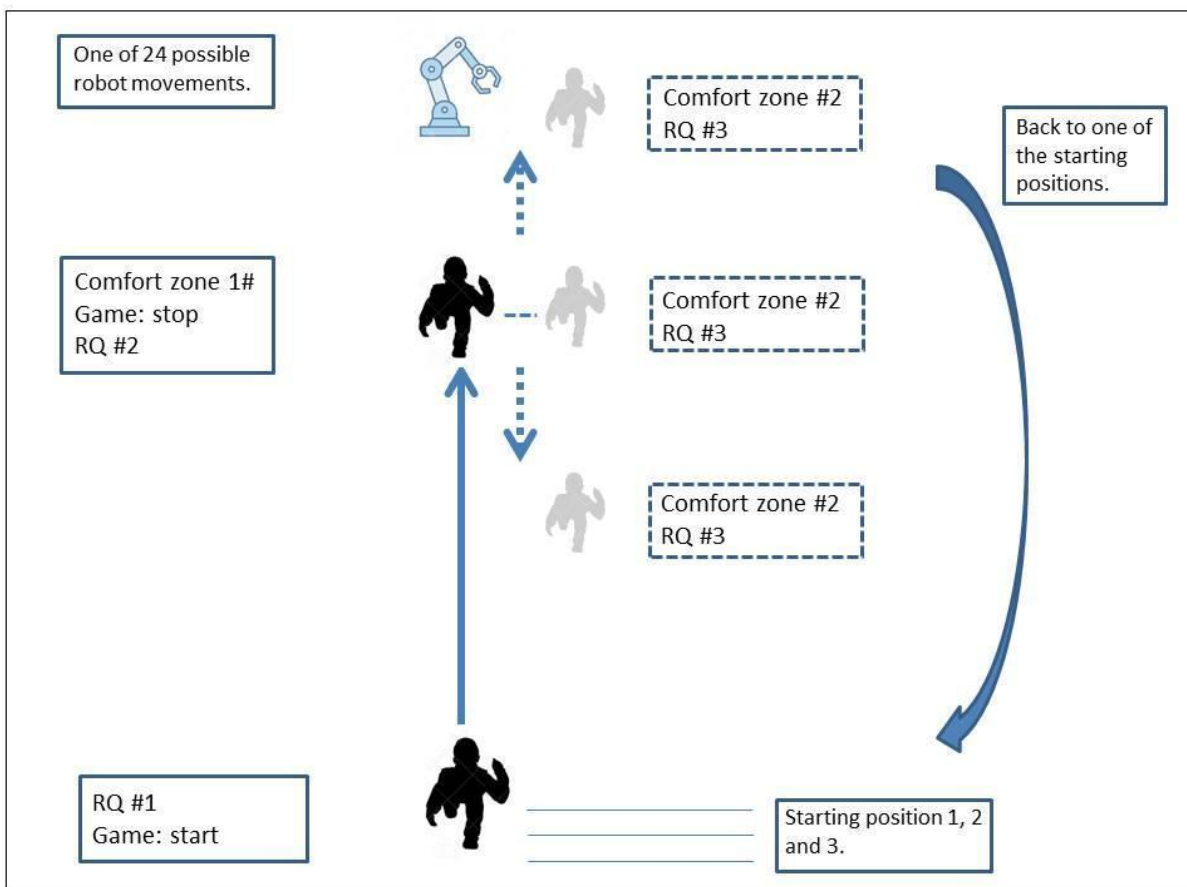 One of 24 possible
robot movements.
Comfort zone #2
RQ #3
Back to one of
the starting
positions.
Comfort zone 1#
Game: stop
RQ #2
Comfort zone #2
RQ #3
Comfort zone #2
RQ #3
RQ #1
Game: start
Starting position 1, 2
and 3.